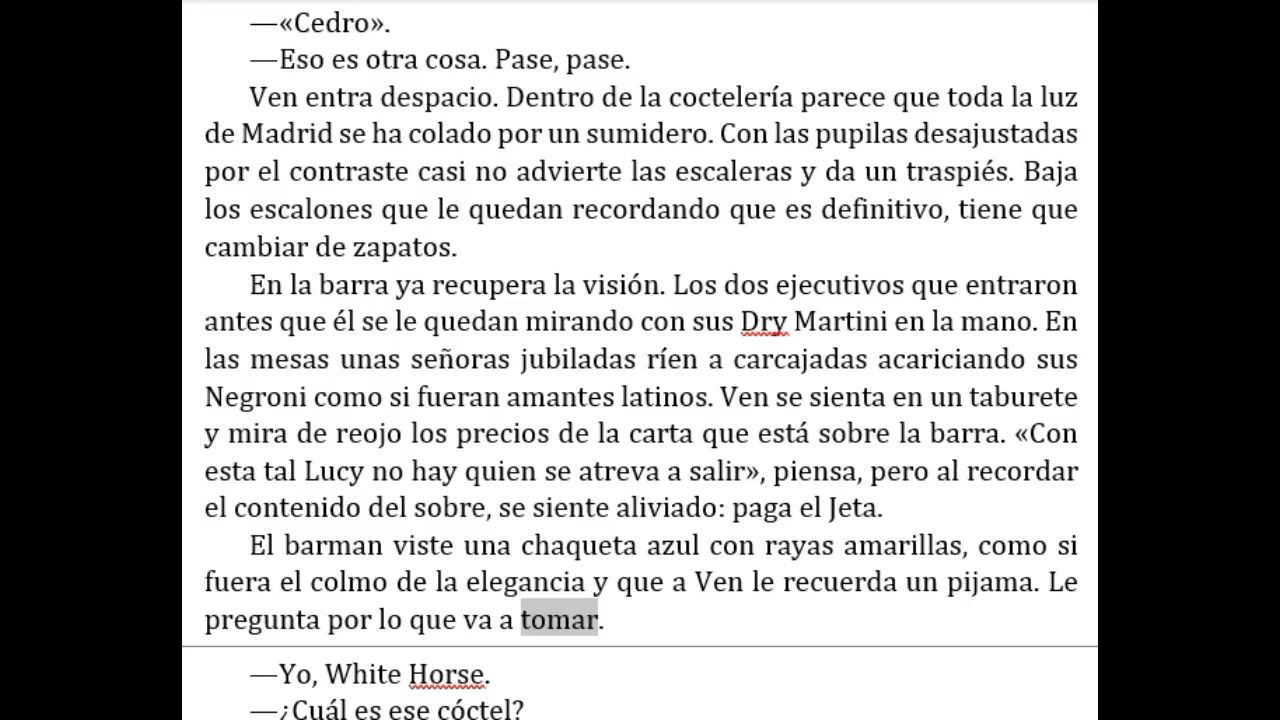 —«Cedro».
—Eso es otra cosa. Pase, pase.
Ven entra despacio. Dentro de la coctelería parece que toda la luz
de Madrid se ha colado por un sumidero. Con las pupilas desajustadas
por el contraste casi no advierte las escaleras y da un traspiés. Baja
los escalones que le quedan recordando que es definitivo, tiene que
cambiar de zapatos.
En la barra ya recupera la visión. Los dos ejecutivos que entraron
antes que él se le quedan mirando con sus Dry Martini en la mano. En
las mesas unas señoras jubiladas ríen a carcajadas acariciando sus
Negroni como si fueran amantes latinos. Ven se sienta en un taburete
y mira de reojo los precios de la carta que está sobre la barra. «Con
esta tal Lucy no hay quien se atreva a salir», piensa, pero al recordar
el contenido del sobre, se siente aliviado: paga el Jeta.
El barman viste una chaqueta azul con rayas amarillas, como si
fuera el colmo de la elegancia y que a Ven le recuerda un pijama. Le
pregunta por lo que va a tomar.
—Yo, White Horse.
—¿Cuál es ese cóctel?